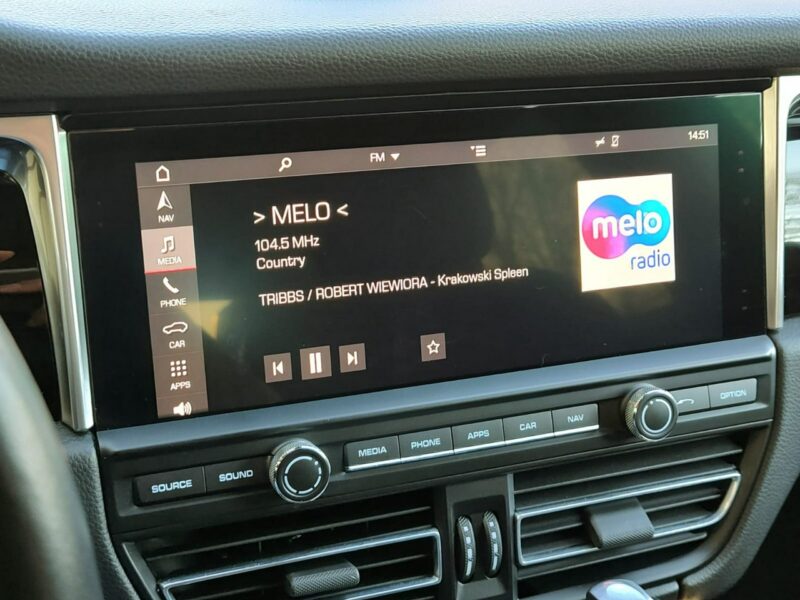 FM
14:51
NAV
MEDIA
PHONE
CAR
APPS
> MELO <
104.5 MHz
Country
TRIBBS / ROBERT WIEWIORA - Krakowski Spleen
melo
radio
SOURCE
SOUND
MEDIA
PHONE
APPS
CAR
NAV
OPTION